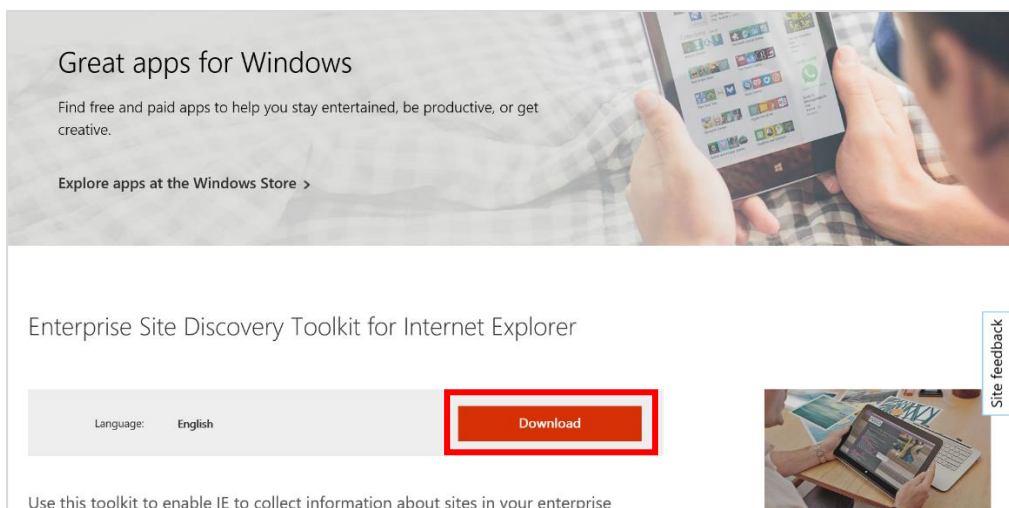 Great apps for Windows
Find free and paid apps to help you stay entertained, be productive, or get
creative.
Explore apps at the Windows Store >
Enterprise Site Discovery Toolkit for Internet Explorer
Site feedback
Language: English Download
Use this toolkit to enable IE to collect information about sites in your enterprise